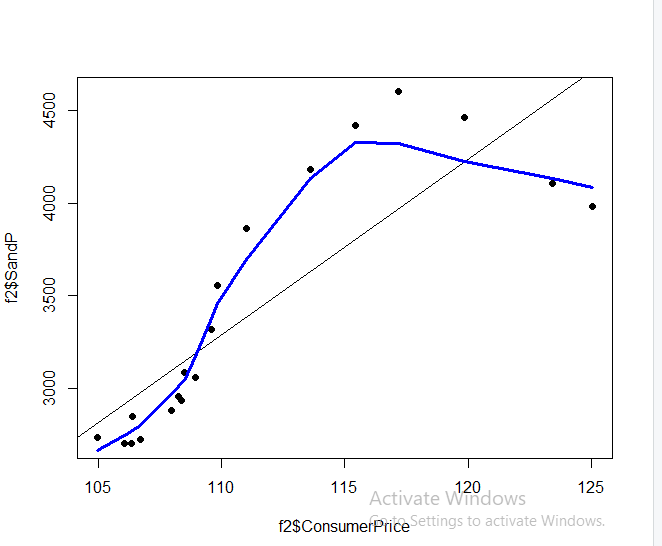 f2$SandP
4500
4000
3500
3000
105 110 115 120 125
f2$ConsumerPrice
Activate Windows
Go to Settings to activate Windows.